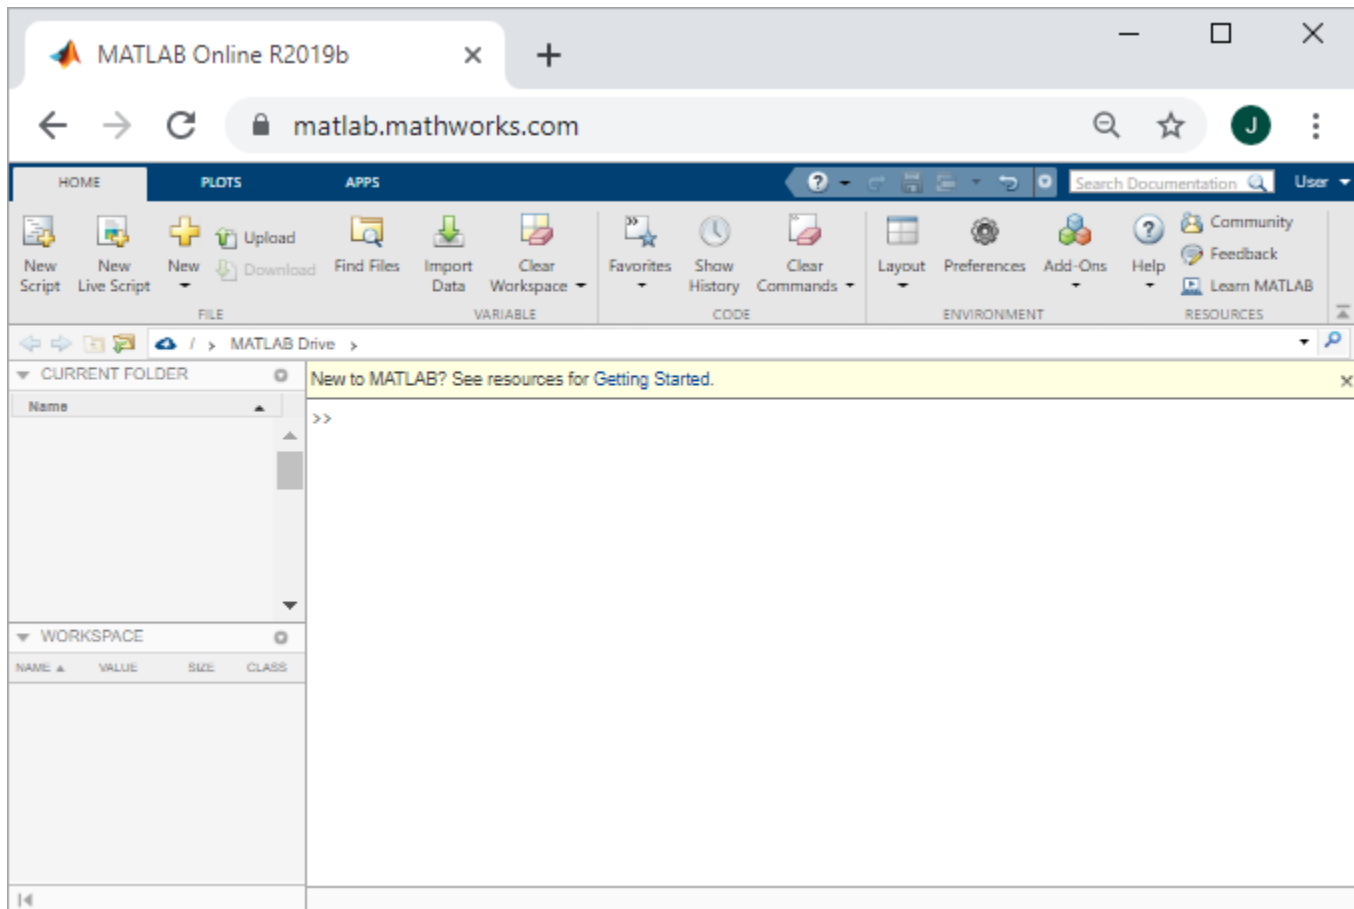 MATLAB Online R2019b
matlab.mathworks.com
J
HOME PLOTS APPS
Search Documentation
User
New Script
New Live Script
New
Upload
Download
Find Files
Import Data
Clear Workspace
Favorites
Show History
Clear Commands
Layout
Preferences
Add-Ons
Help
Community
Feedback
Learn MATLAB
FILE VARIABLE CODE ENVIRONMENT RESOURCES
/ > MATLAB Drive >
CURRENT FOLDER
Name
New to MATLAB? See resources for Getting Started.
>>
WORKSPACE
NAME VALUE SIZE CLASS